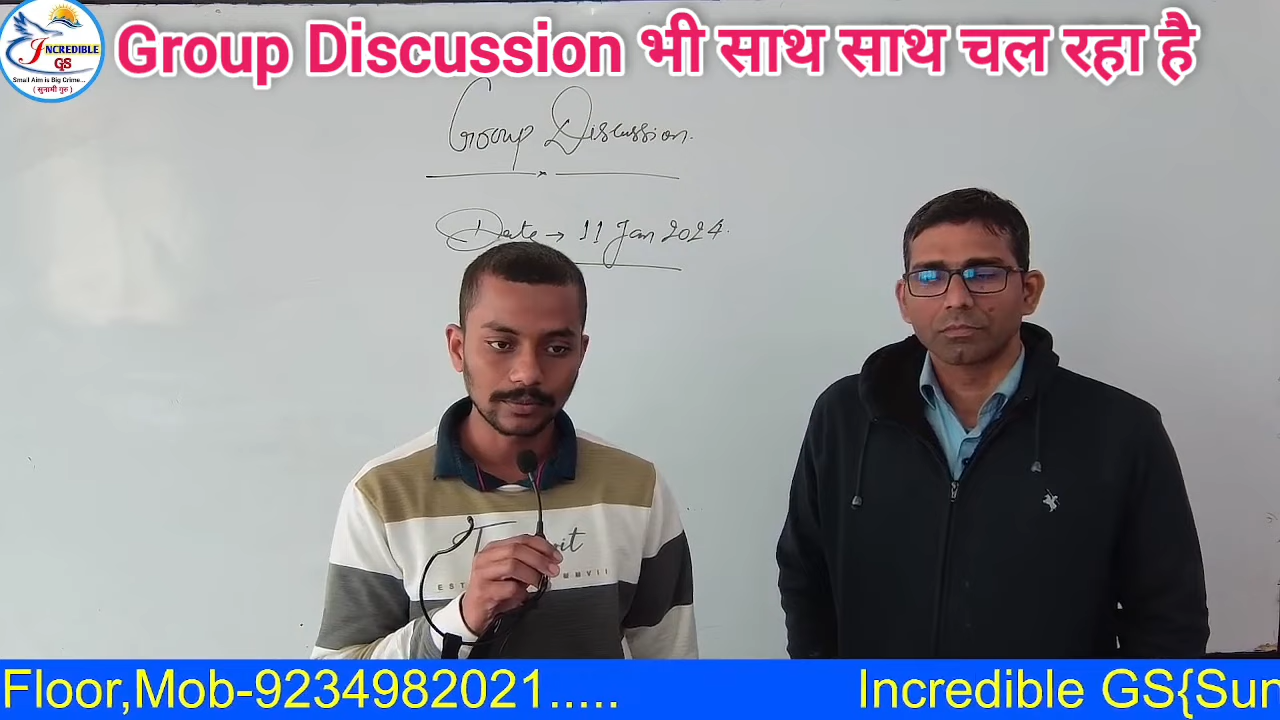 INCREDIBLE
GS
Small Aim is Big Crime...
( सुनामी गुरु )
Group Discussion भी साथ साथ चल रहा है
Group Discussion.
Date → 11 Jan 2024.
Floor,Mob-9234982021..... Incredible GS{Sun